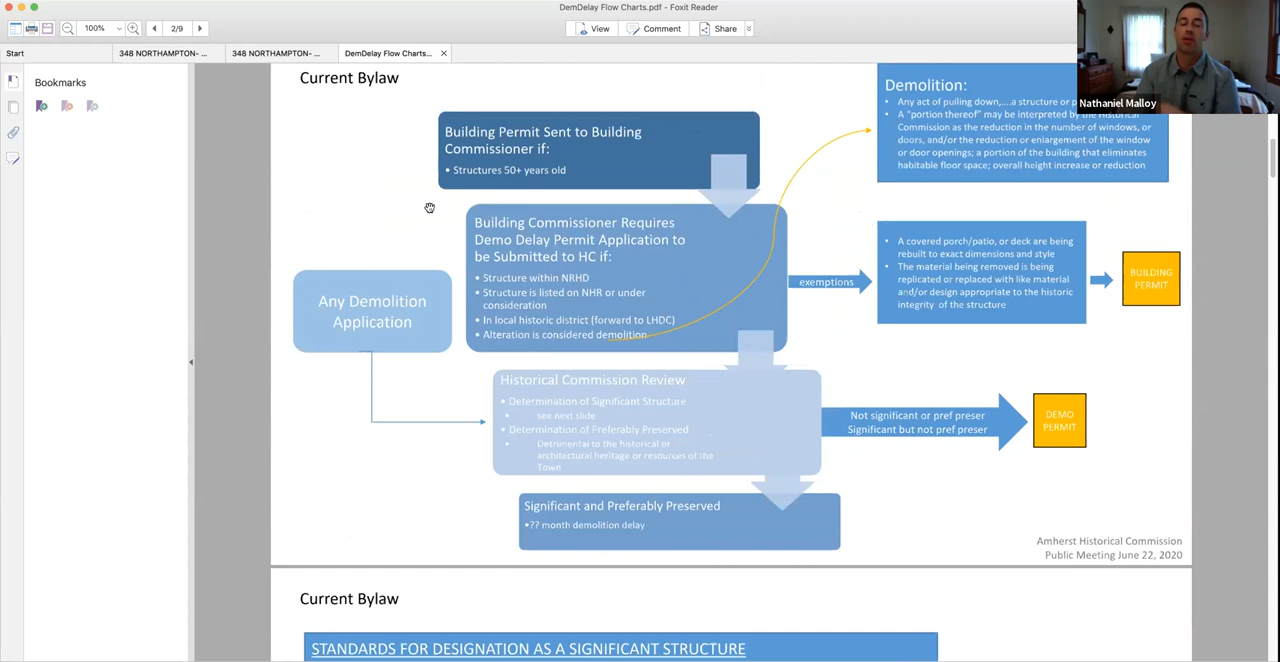 DemDelay Flow Charts.pdf - Foxit Reader
100%
2/9
View
Comment
Share
Start
348 NORTHAMPTON- ...
348 NORTHAMPTON- ...
DemDelay Flow Charts...
Bookmarks
Nathaniel Malloy
Current Bylaw
Building Permit Sent to Building
Commissioner if:
• Structures 50+ years old
Demolition:
• Any act of pulling down,....a structure or p
• A "portion thereof" may be interpreted by the Historical
Commission as the reduction in the number of windows, or
doors, and/or the reduction or enlargement of the window
or door openings; a portion of the building that eliminates
habitable floor space; overall height increase or reduction
Building Commissioner Requires
Demo Delay Permit Application to
be Submitted to HC if:
• Structure within NRHD
• Structure is listed on NHR or under
consideration
• In local historic district (forward to LHDC)
• Alteration is considered demolition
exemptions
• A covered porch/patio, or deck are being
rebuilt to exact dimensions and style
• The material being removed is being
replicated or replaced with like material
and/or design appropriate to the historic
integrity of the structure
BUILDING
PERMIT
Any Demolition
Application
Historical Commission Review
• Determination of Significant Structure
• see next slide
• Determination of Preferably Preserved
• Detrimental to the historical or
architectural heritage or resources of the
Town
Not significant or pref preser
Significant but not pref preser
DEMO
PERMIT
Significant and Preferably Preserved
•?? month demolition delay
Amherst Historical Commission
Public Meeting June 22, 2020
Current Bylaw
STANDARDS FOR DESIGNATION AS A SIGNIFICANT STRUCTURE